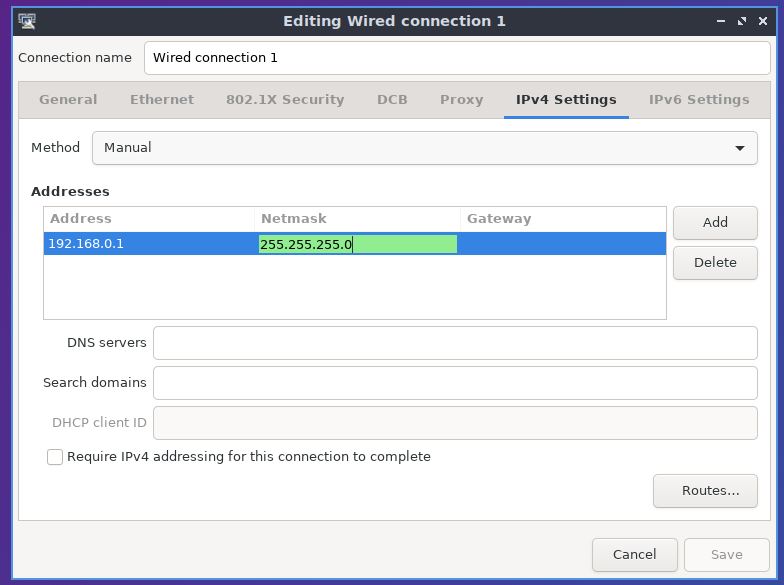 Editing Wired connection 1
Connection name Wired connection 1
General Ethernet 802.1X Security DCB Proxy IPv4 Settings IPv6 Settings
Method Manual
Addresses
Address Netmask Gateway
192.168.0.1 255.255.255.0
Add
Delete
DNS servers
Search domains
DHCP client ID
Require IPv4 addressing for this connection to complete
Routes...
Cancel Save